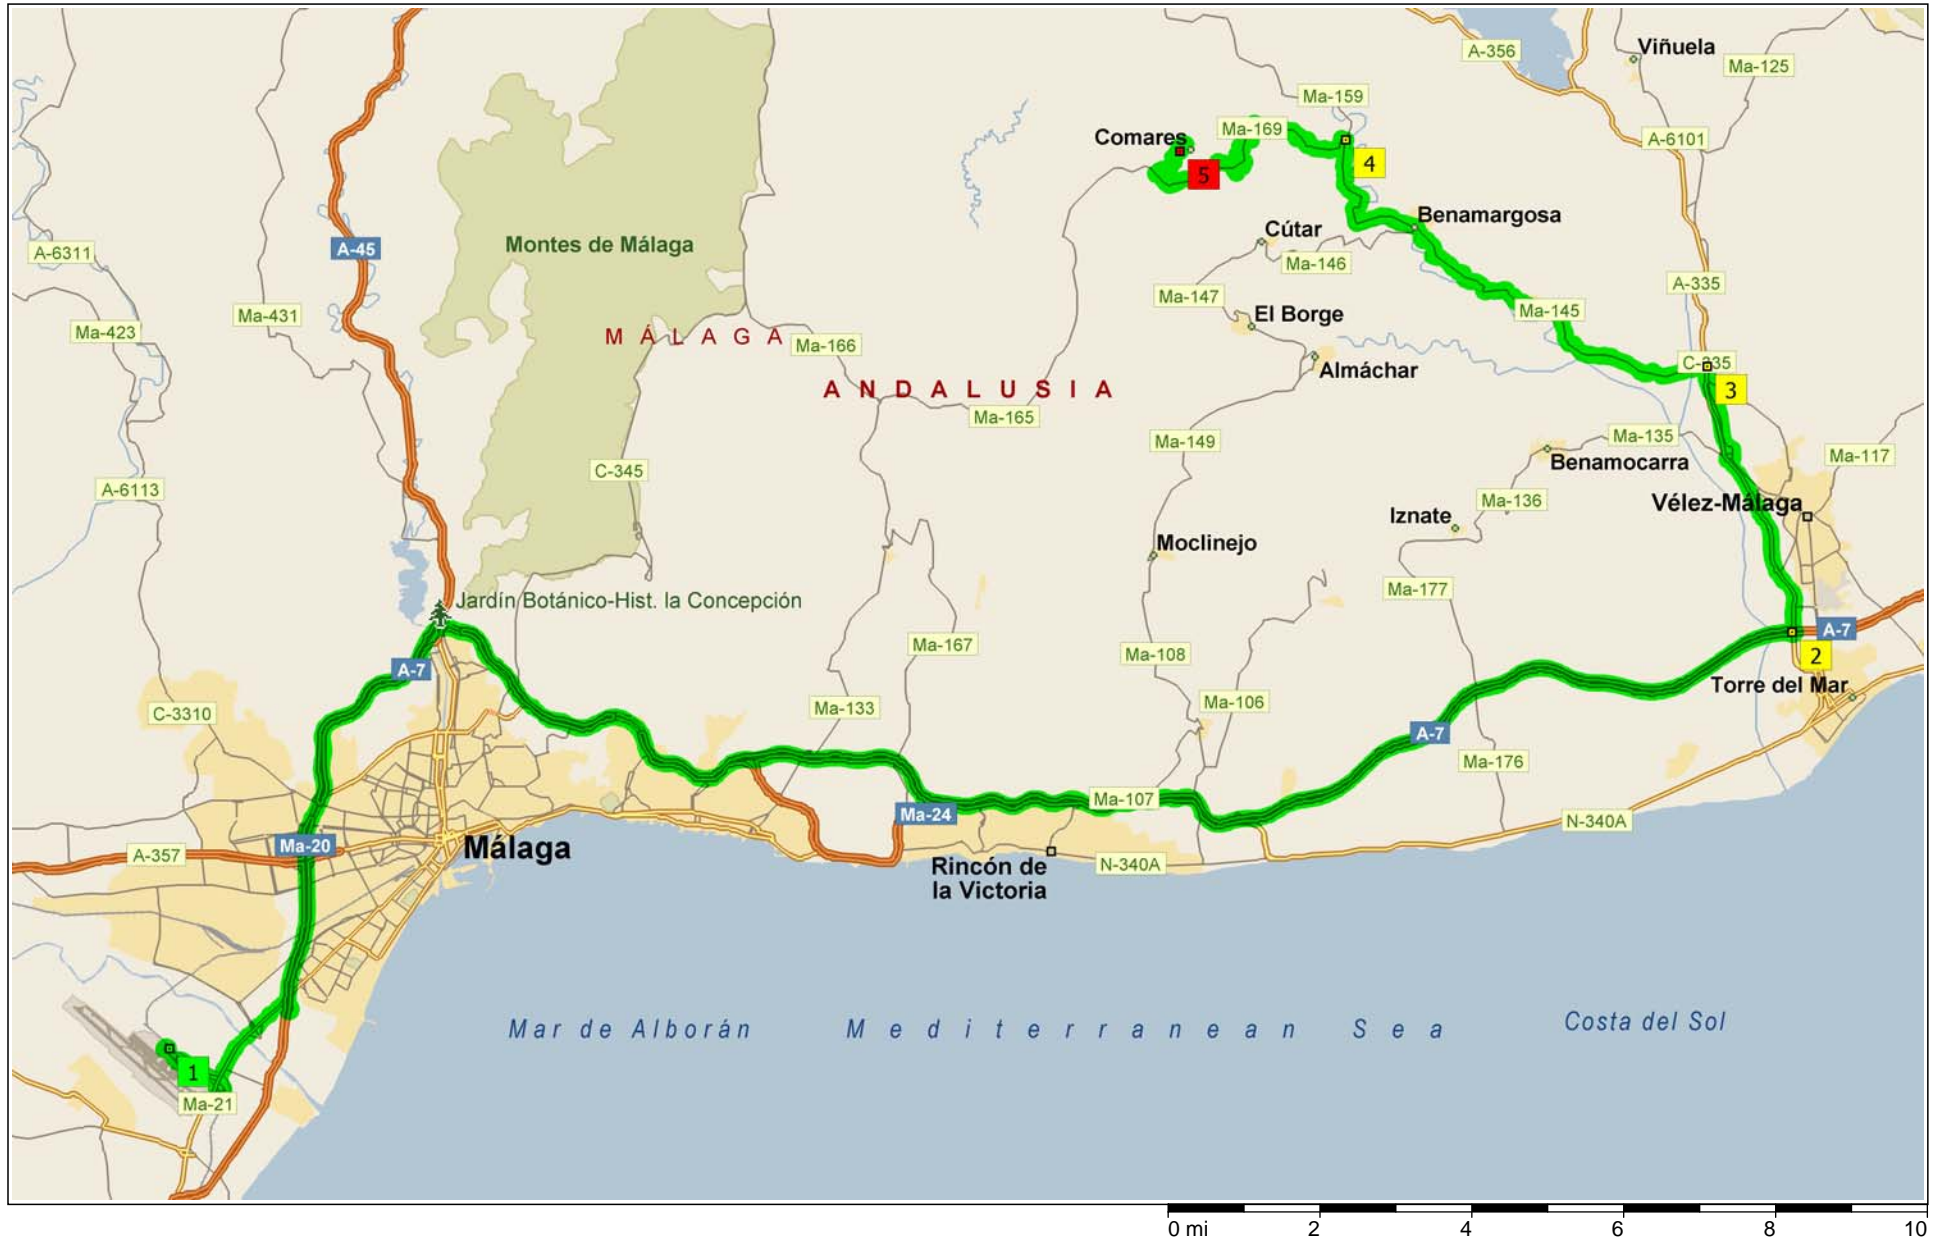 Viñuela
A-356
Ma-125
Ma-159
Ma-169
Comares
A-6101
5
4
Benamargosa
Cútar
A-45
Montes de Málaga
A-6311
Ma-146
A-335
Ma-147
Ma-145
El Borge
Ma-431
Ma-423
MÁLAGA
Ma-166
C-335
Almáchar
3
ANDALUSIA
Ma-165
Ma-149
Ma-135
Ma-117
Benamocarra
C-345
A-6113
Ma-136
Vélez-Málaga
Iznate
Moclinejo
Ma-177
Jardín Botánico-Hist. la Concepción
A-7
Ma-167
Ma-108
2
A-7
Torre del Mar
C-3310
Ma-133
Ma-106
A-7
Ma-176
Ma-107
Ma-24
N-340A
Ma-20
A-357
Málaga
Rincón de
la Victoria
N-340A
Mar de Alborán
Mediterranean Sea
Costa del Sol
1
Ma-21
0 mi 2 4 6 8 10